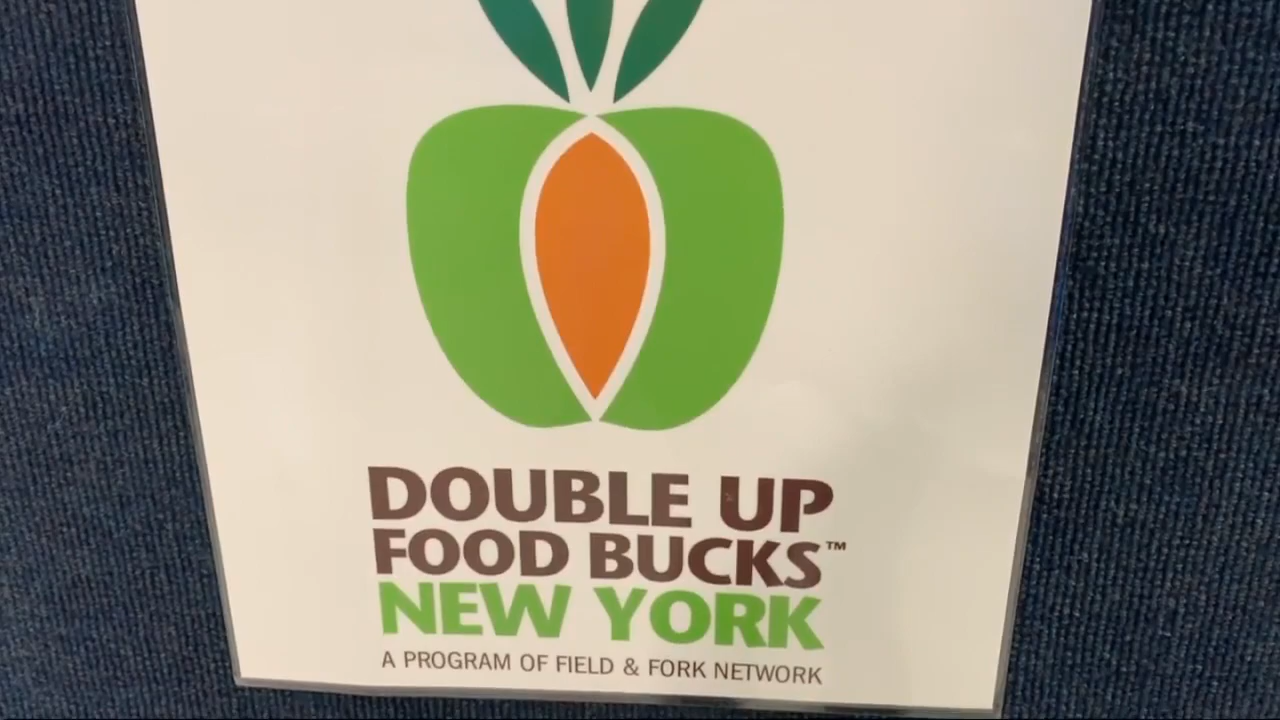 DOUBLE UP
FOOD BUCKS™
NEW YORK
A PROGRAM OF FIELD & FORK NETWORK